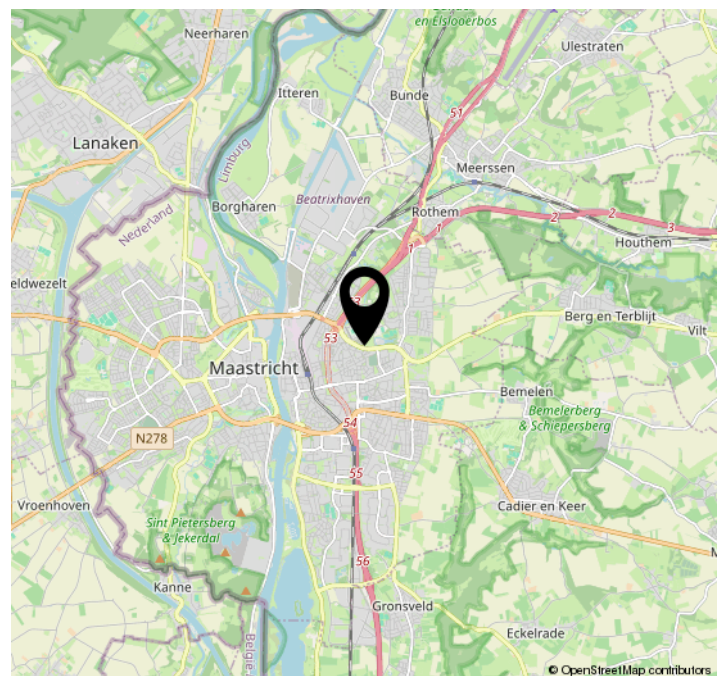 en Elslooërbos
Neerharen
Ulestraten
Itteren
Bunde
51
Lanaken
Limburg
Meerssen
Beatrixhaven
Borgharen
Nederland
Rothem
1
2
2
3
1
Houthem
eldwezelt
53
Berg en Terblijt
Vilt
53
Maastricht
Bemelen
Bemelerberg
& Schiepersberg
54
N278
55
Vroenhoven
Cadier en Keer
Sint Pietersberg
& Jekerdal
M
56
Kanne
Gronsveld
Eckelrade
België
© OpenStreetMap contributors